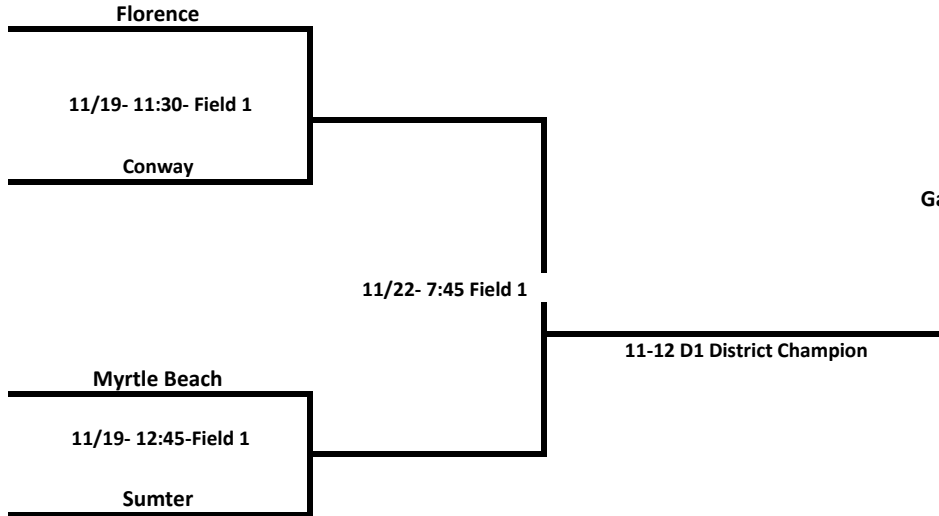 Florence
11/19- 11:30- Field 1
Conway
Ga
11/22- 7:45 Field 1
11-12 D1 District Champion
Myrtle Beach
11/19- 12:45-Field 1
Sumter